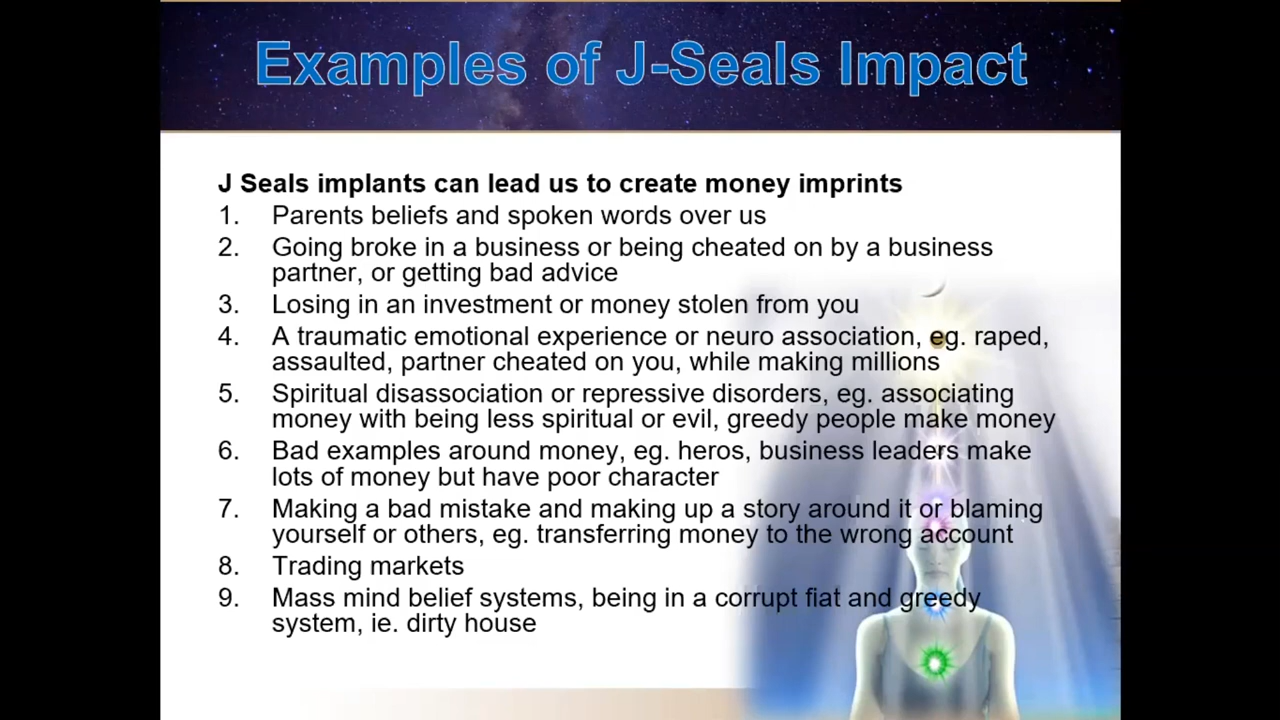 Examples of J-Seals Impact
J Seals implants can lead us to create money imprints
1. Parents beliefs and spoken words over us
2. Going broke in a business or being cheated on by a business
partner, or getting bad advice
3. Losing in an investment or money stolen from you
4. A traumatic emotional experience or neuro association, eg. raped,
assaulted, partner cheated on you, while making millions
5. Spiritual disassociation or repressive disorders, eg. associating
money with being less spiritual or evil, greedy people make money
6. Bad examples around money, eg. heros, business leaders make
lots of money but have poor character
7. Making a bad mistake and making up a story around it or blaming
yourself or others, eg. transferring money to the wrong account
8. Trading markets
9. Mass mind belief systems, being in a corrupt fiat and greedy
system, ie. dirty house